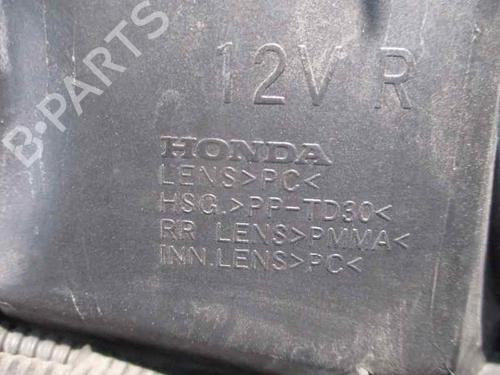 B-PARTS
12V R
HONDA
LENS>PC<
HSG.>PP-TD30<
RR LENS>PMMA<
INN.LENS>PC<